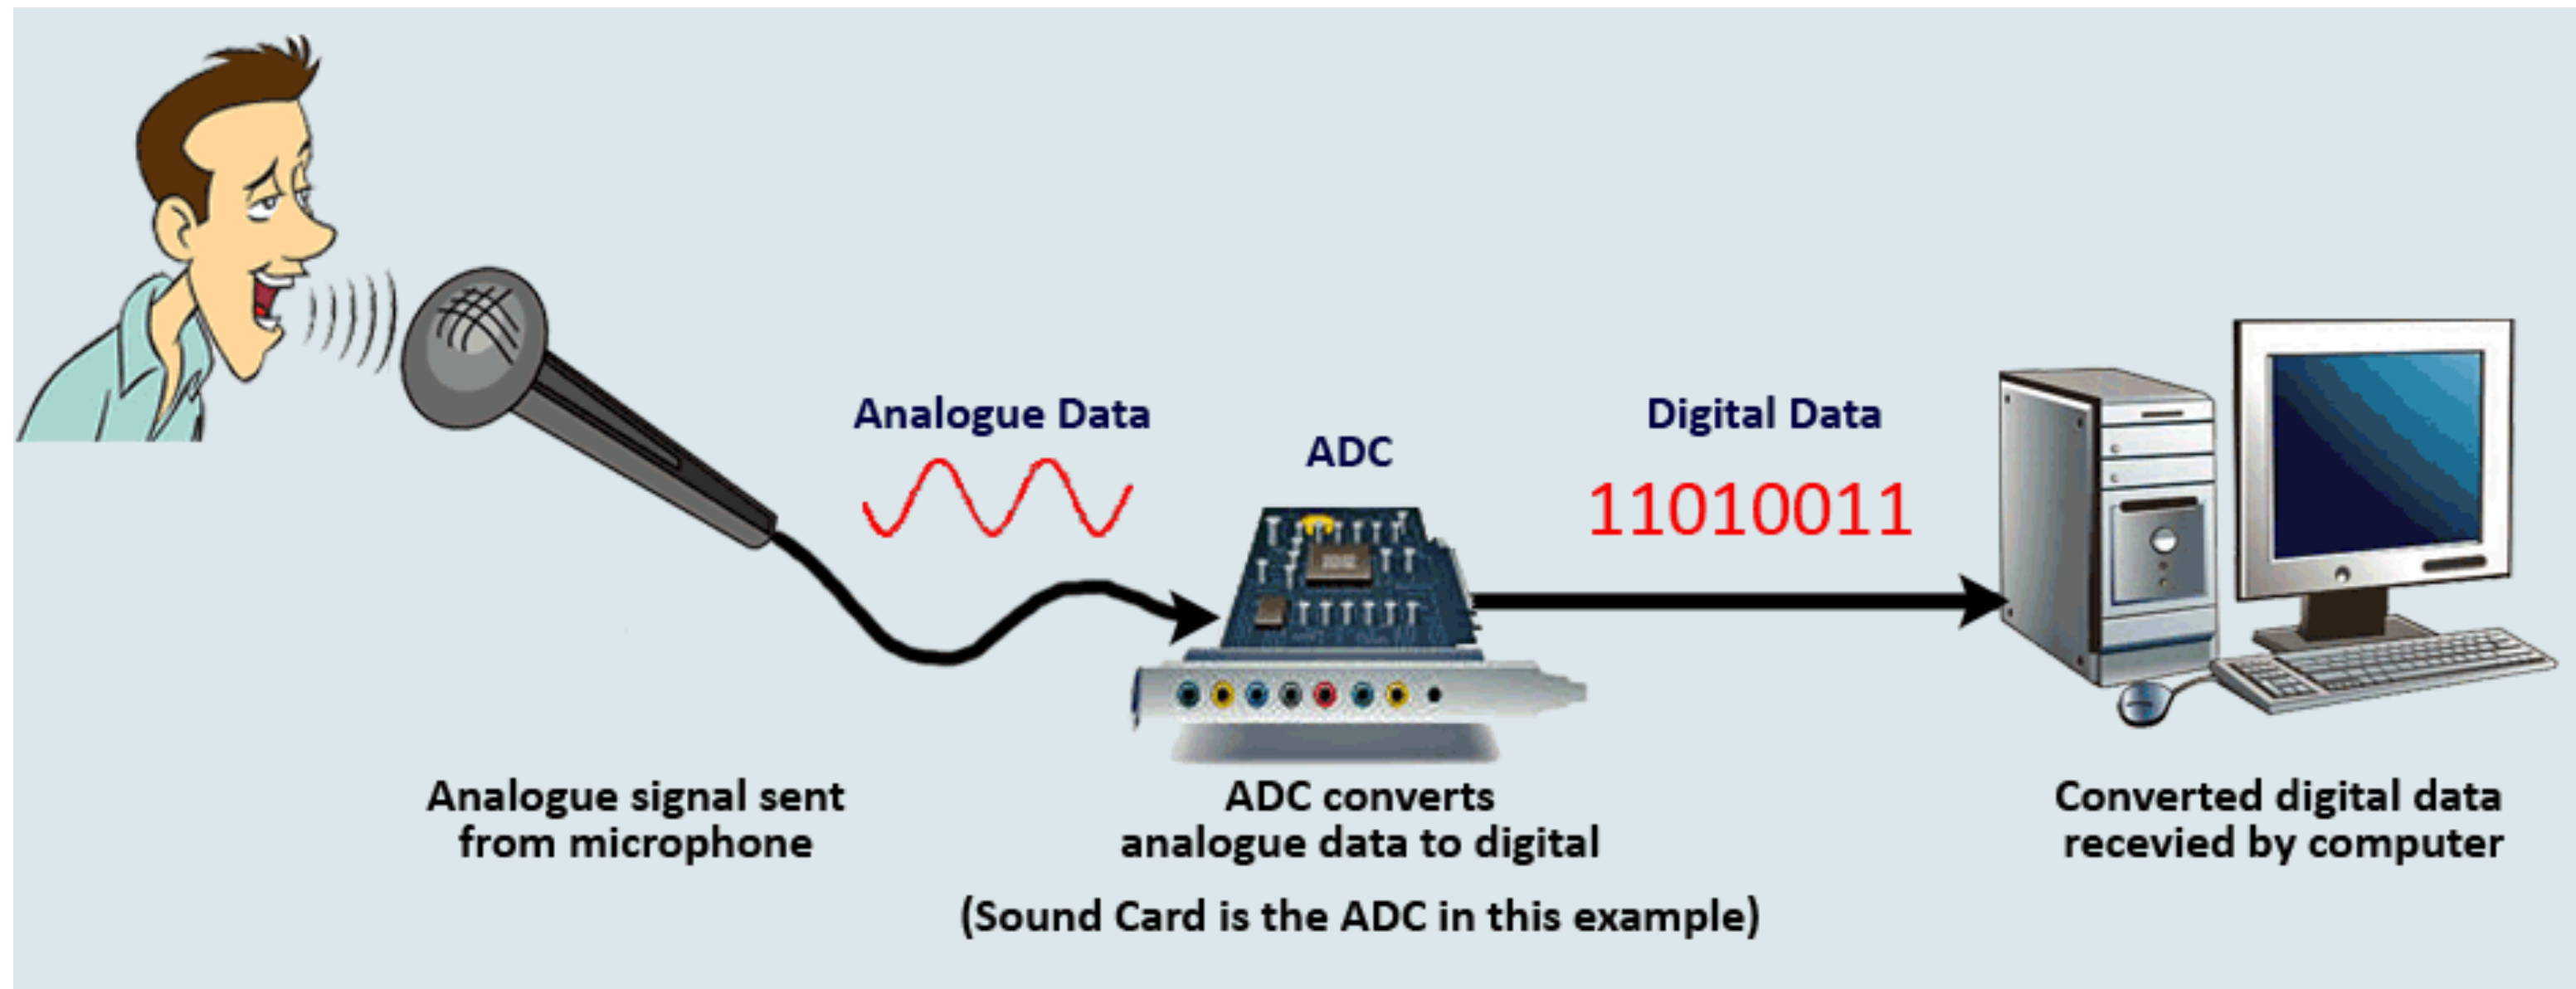 Analogue Data
ADC
Digital Data
11010011
Analogue signal sent
from microphone
ADC converts
analogue data to digital
(Sound Card is the ADC in this example)
Converted digital data
recevied by computer